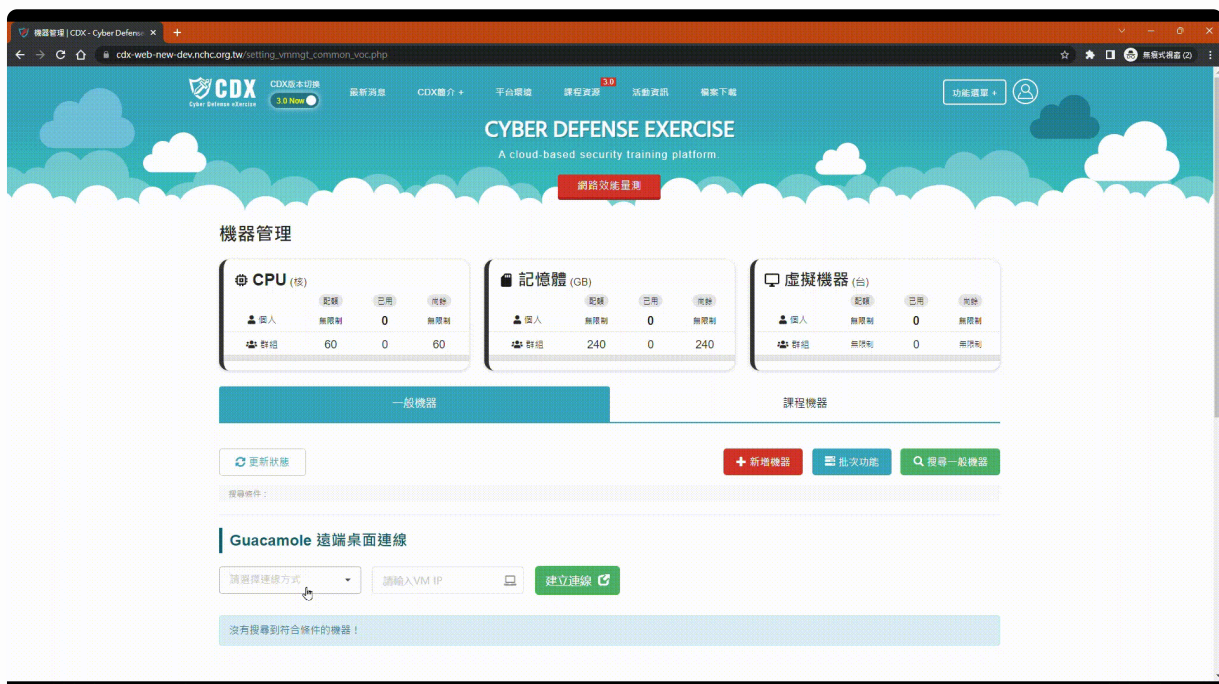 機器管理 | CDX - Cyber Defens
cdx-web-new-dev.nchc.org.tw/setting_vmmgt_common_voc.php
無痕式視窗 (2)
CDX
Cyber Defense eXercise
CDX版本切換
3.0 Now
最新消息
CDX簡介 +
平台環境
課程資源
3.0
活動資訊
檔案下載
功能選單 +
CYBER DEFENSE EXERCISE
A cloud-based security training platform.
網路效能量測
機器管理
CPU (核)
配額 已用 尚餘
個人 無限制 0 無限制
群組 60 0 60
記憶體 (GB)
配額 已用 尚餘
個人 無限制 0 無限制
群組 240 0 240
虛擬機器 (台)
配額 已用 尚餘
個人 無限制 0 無限制
群組 無限制 0 無限制
一般機器
課程機器
更新狀態
新增機器
批次功能
搜尋一般機器
搜尋條件：
Guacamole 遠端桌面連線
請選擇連線方式
請輸入VM IP
建立連線
沒有搜尋到符合條件的機器！